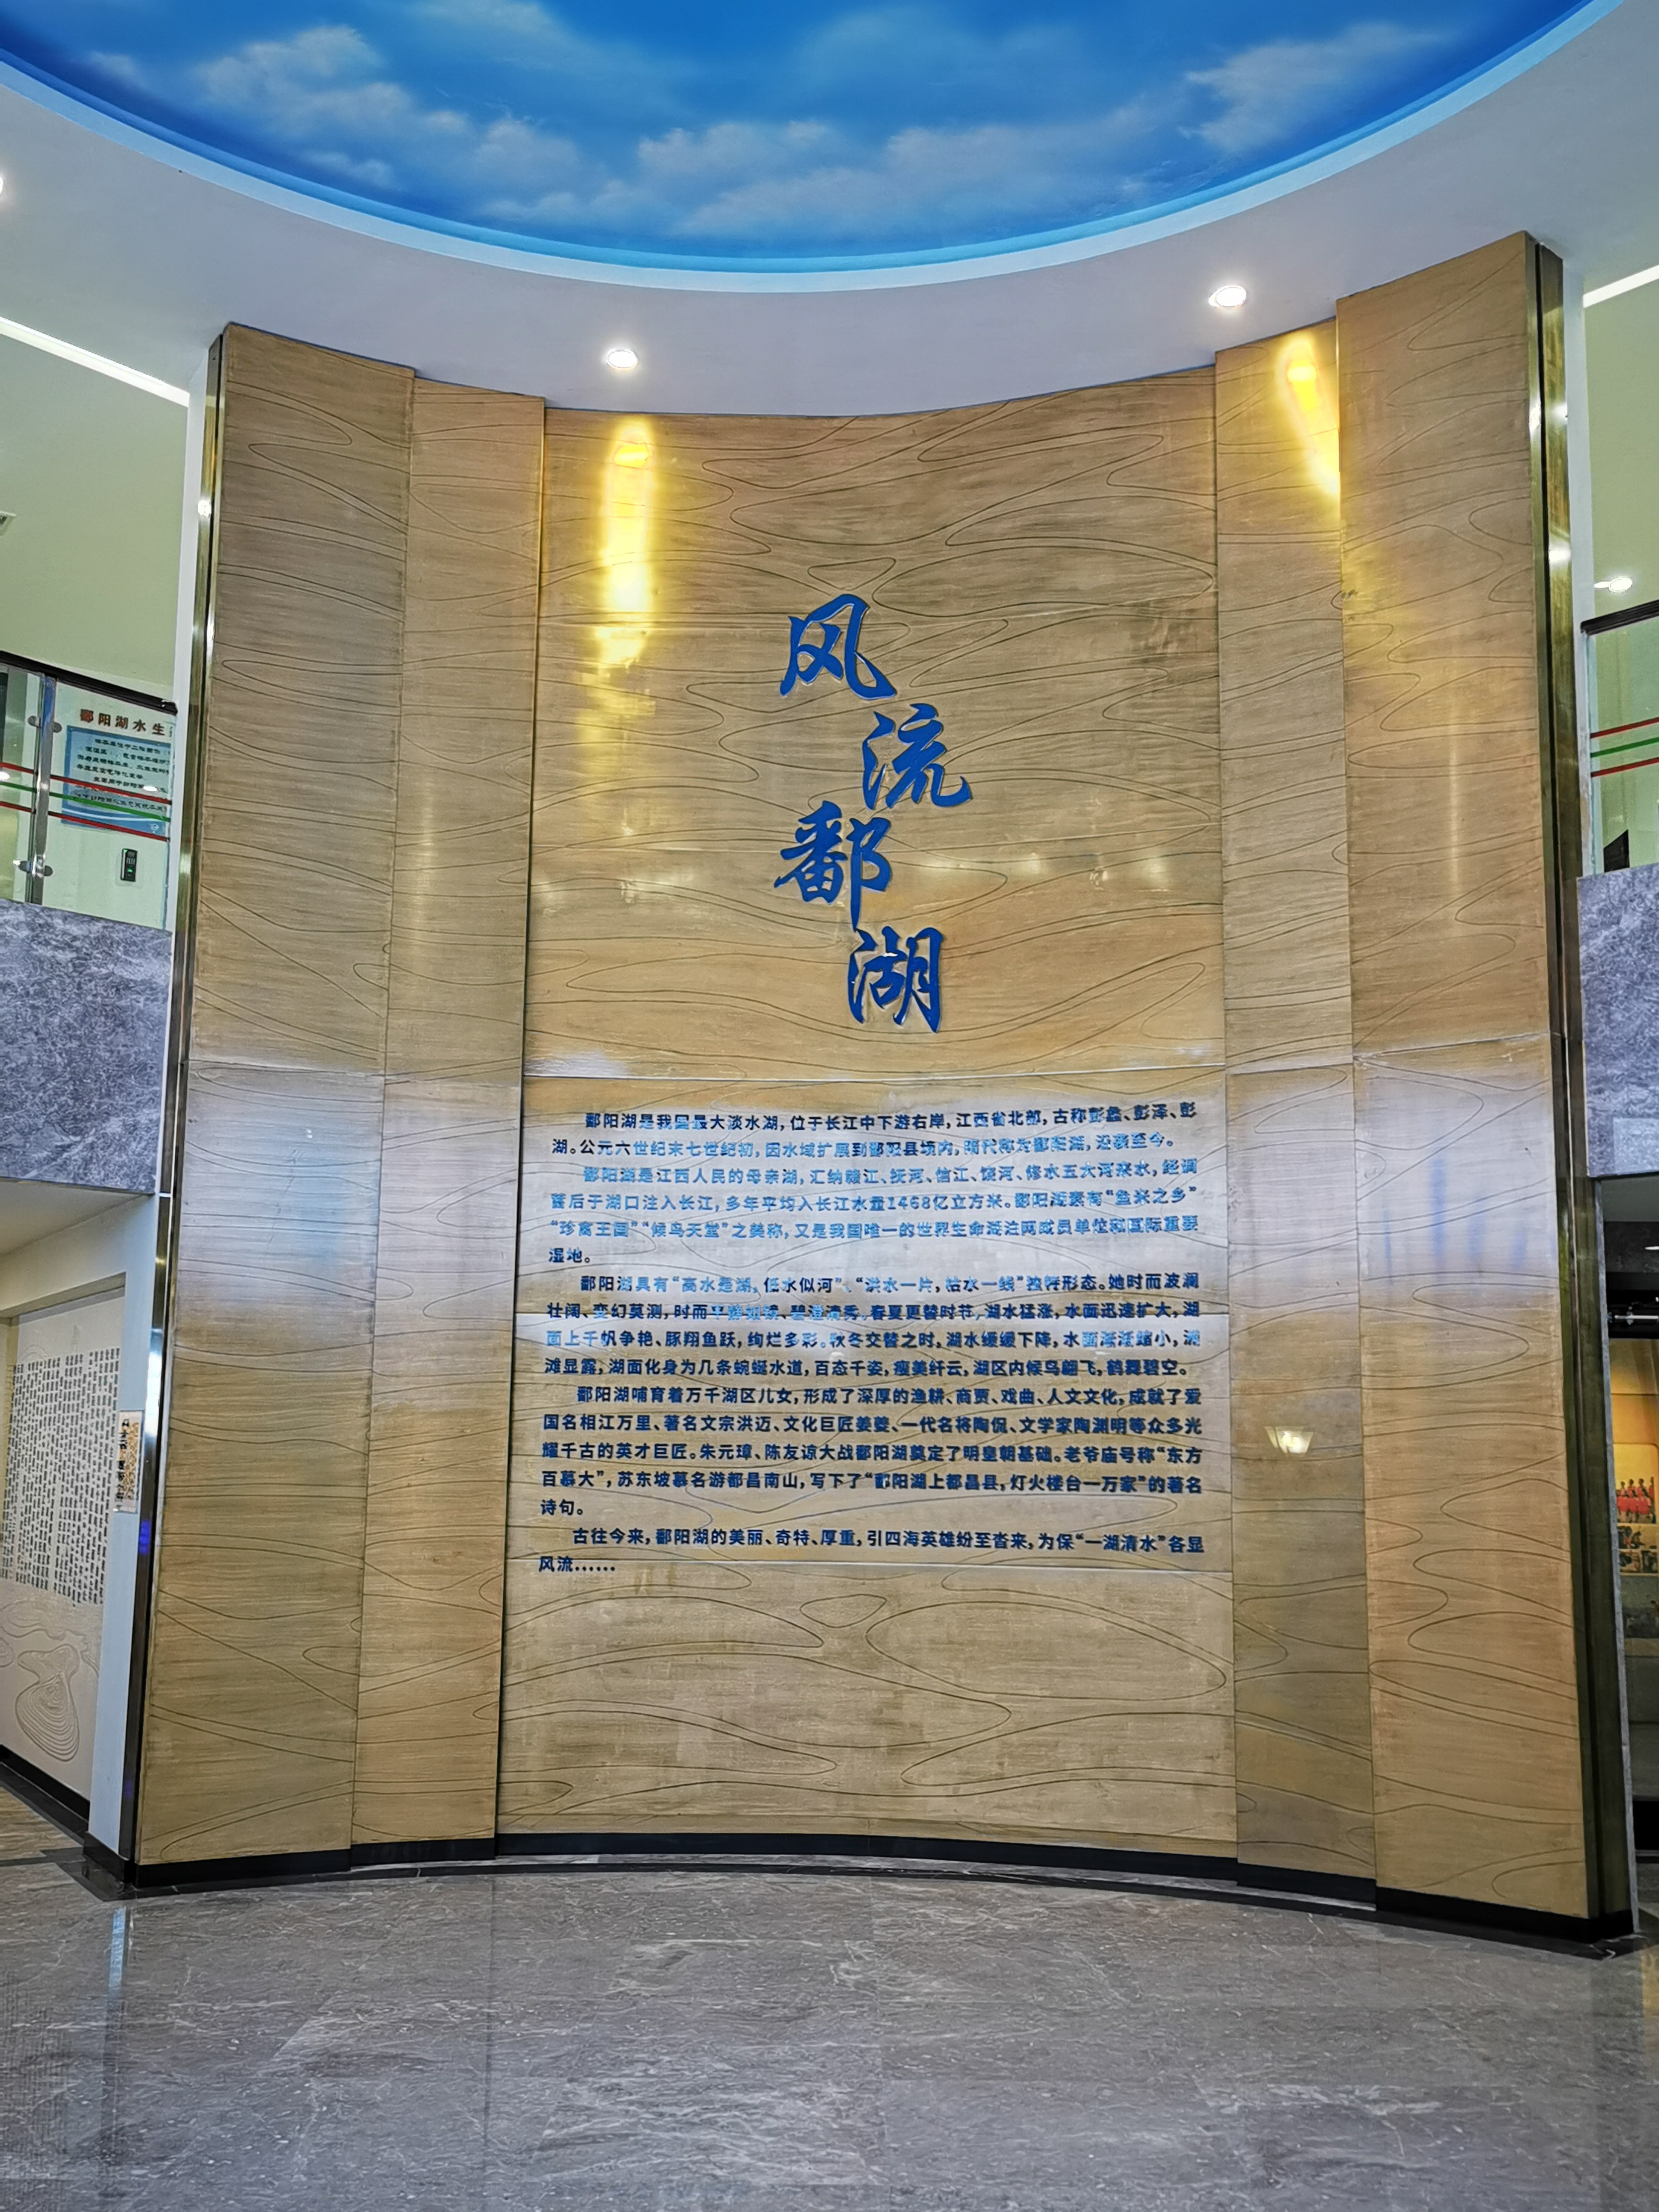 风流鄱湖
鄱阳湖是我国最大淡水湖，位于长江中下游右岸，江西省北部，古称彭蠡、彭泽、彭
湖。公元六世纪末七世纪初，因水域扩展到鄱阳县境内，隋代称为鄱阳湖，沿袭至今。
鄱阳湖是江西人民的母亲湖，汇纳赣江、抚河、信江、饶河、修水五大河来水，经调
蓄后于湖口注入长江，多年平均入长江水量1468亿立方米。鄱阳湖素有“鱼米之乡”
“珍禽王国”“候鸟天堂”之美称，又是我国唯一的世界生命湖泊网成员单位和国际重要
湿地。
鄱阳湖具有“高水是湖，低水似河”、“洪水一片，枯水一线”独特形态。她时而波澜
壮阔、变幻莫测，时而平静如镜、碧澄清秀。春夏更替时节，湖水猛涨，水面迅速扩大，湖
面上千帆争艳、豚翔鱼跃，绚烂多彩。秋冬交替之时，湖水缓缓下降，水面逐渐缩小，洲
滩显露，湖面化身为几条蜿蜒水道，百态千姿，瘦美纤云，湖区内候鸟翩飞，鹤舞碧空。
鄱阳湖哺育着万千湖区儿女，形成了深厚的渔耕、商贾、戏曲、人文文化，成就了爱
国名相江万里、著名文宗洪迈、文化巨匠姜夔、一代名将陶侃、文学家陶渊明等众多光
耀千古的英才巨匠。朱元璋、陈友谅大战鄱阳湖奠定了明皇朝基础。老爷庙号称“东方
百慕大”，苏东坡慕名游都昌南山，写下了“鄱阳湖上都昌县，灯火楼台一万家”的著名
诗句。
古往今来，鄱阳湖的美丽、奇特、厚重，引四海英雄纷至沓来，为保“一湖清水”各显
风流……
鄱阳湖水生